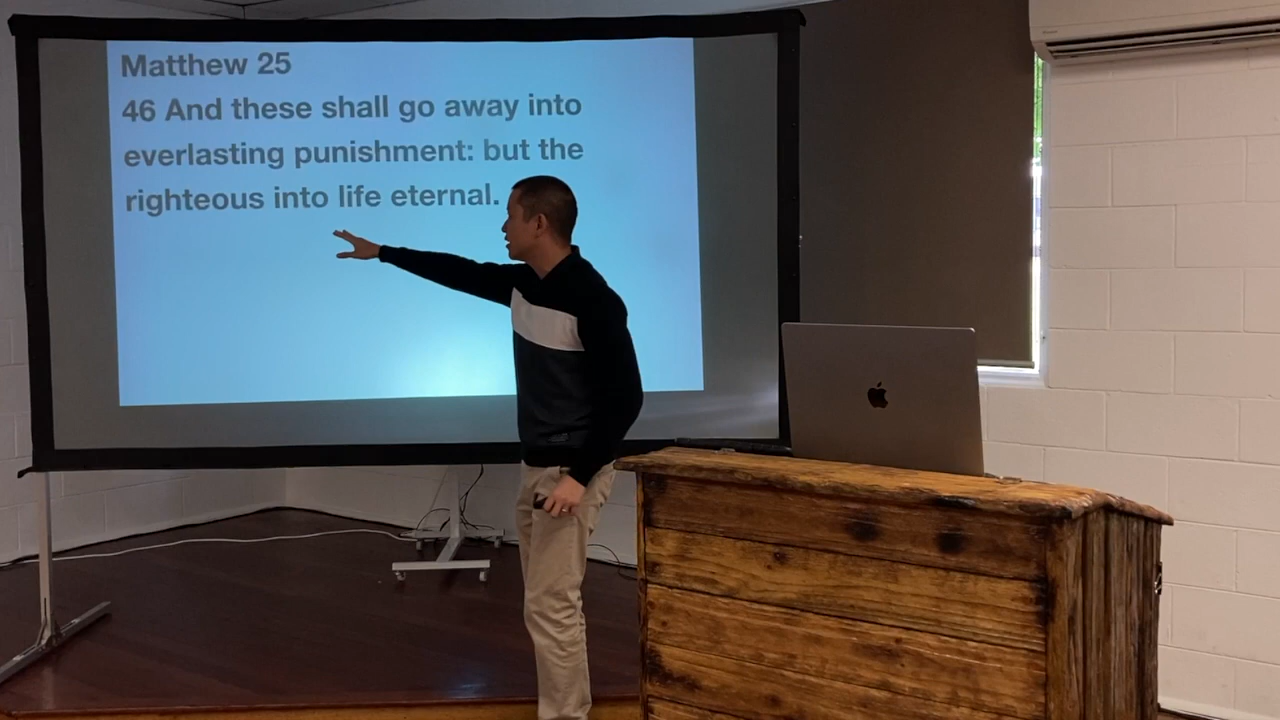 Matthew 25
46 And these shall go away into
everlasting punishment: but the
righteous into life eternal.